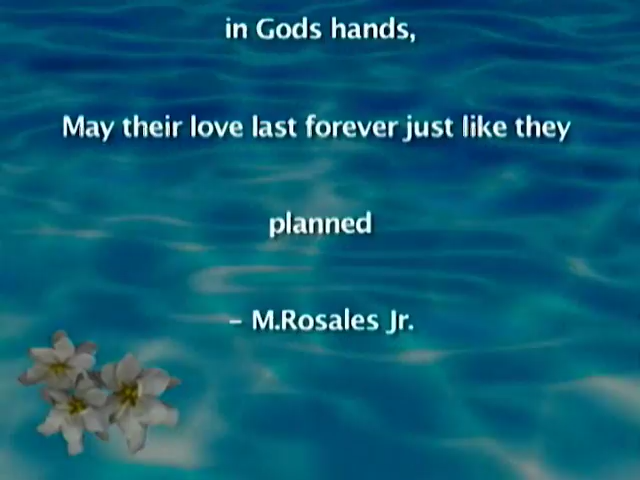 in Gods hands,
May their love last forever just like they
planned
– M.Rosales Jr.